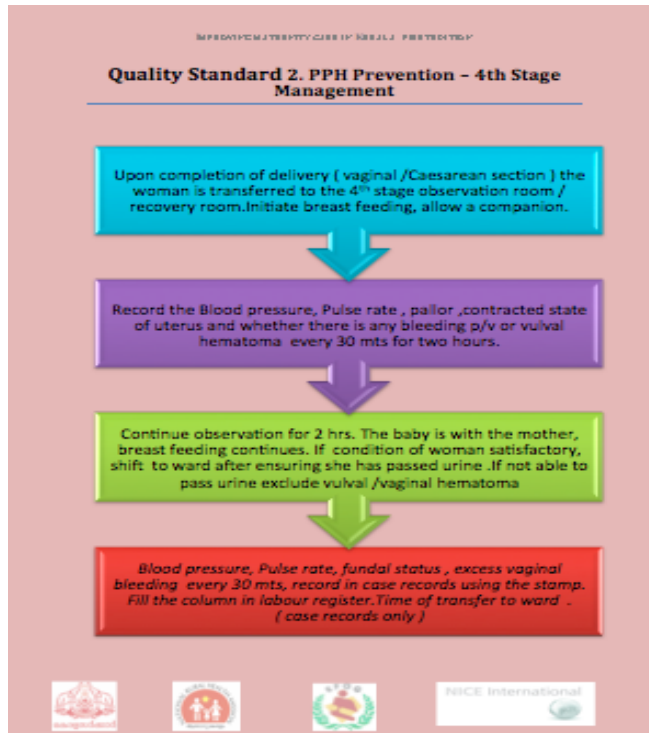 Quality Standard 2. PPH Prevention – 4th Stage
Management
Upon completion of delivery ( vaginal /Caesarean section ) the
woman is transferred to the 4th stage observation room /
recovery room.Initiate breast feeding, allow a companion.
Record the Blood pressure, Pulse rate , pallor ,contracted state
of uterus and whether there is any bleeding p/v or vulval
hematoma every 30 mts for two hours.
Continue observation for 2 hrs. The baby is with the mother,
breast feeding continues. If condition of woman satisfactory,
shift to ward after ensuring she has passed urine .If not able to
pass urine exclude vulval /vaginal hematoma
Blood pressure, Pulse rate, fundal status , excess vaginal
bleeding every 30 mts, record in case records using the stamp.
Fill the column in labour register.Time of transfer to ward .
( case records only )
NICE International